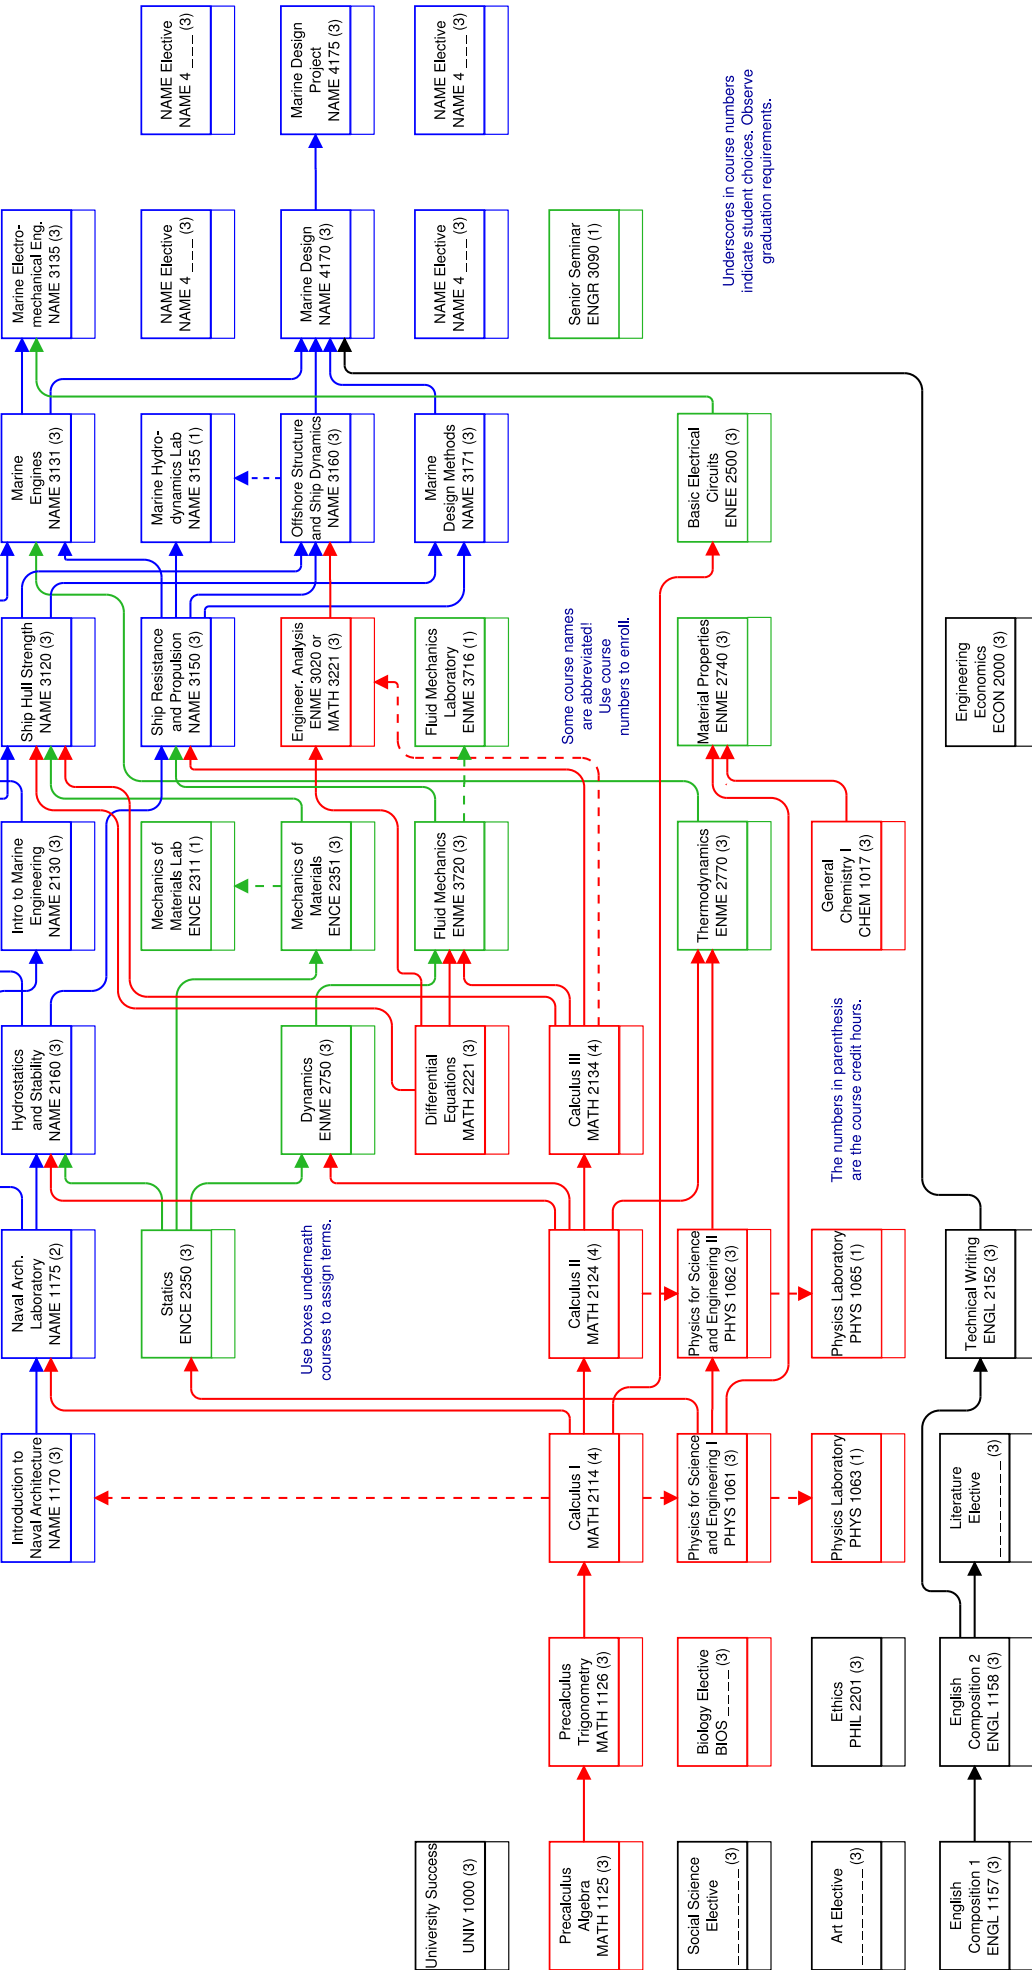 Introduction to
Naval Architecture
NAME 1170 (3)
Naval Arch.
Laboratory
NAME 1175 (2)
Hydrostatics
and Stability
NAME 2160 (3)
Intro to Marine
Engineering
NAME 2130 (3)
Ship Hull Strength
NAME 3120 (3)
Marine
Engines
NAME 3131 (3)
Marine Electro-
mechanical Eng.
NAME 3135 (3)
Statics
ENCE 2350 (3)
Mechanics of
Materials Lab
ENCE 2311 (1)
Ship Resistance
and Propulsion
NAME 3150 (3)
Marine Hydro-
dynamics Lab
NAME 3155 (1)
NAME Elective
NAME 4 _ _ _ (3)
NAME Elective
NAME 4 _ _ _ (3)
Use boxes underneath
courses to assign terms.
Dynamics
ENME 2750 (3)
Mechanics of
Materials
ENCE 2351 (3)
Engineer. Analysis
ENME 3020 or
MATH 3221 (3)
Offshore Structure
and Ship Dynamics
NAME 3160 (3)
Marine Design
NAME 4170 (3)
Marine Design
Project
NAME 4175 (3)
University Success
UNIV 1000 (3)
Differential
Equations
MATH 2221 (3)
Fluid Mechanics
ENME 3720 (3)
Fluid Mechanics
Laboratory
ENME 3716 (1)
Marine
Design Methods
NAME 3171 (3)
NAME Elective
NAME 4 _ _ _ (3)
NAME Elective
NAME 4 _ _ _ (3)
Precalculus
Algebra
MATH 1125 (3)
Precalculus
Trigonometry
MATH 1126 (3)
Calculus I
MATH 2114 (4)
Calculus II
MATH 2124 (4)
Calculus III
MATH 2134 (4)
Some course names
are abbreviated!
Use course
numbers to enroll.
Senior Seminar
ENGR 3090 (1)
Social Science
Elective
_ _ _ _ _ _ _ _ (3)
Biology Elective
BIOS _ _ _ _ (3)
Physics for Science
and Engineering I
PHYS 1061 (3)
Physics for Science
and Engineering II
PHYS 1062 (3)
Thermodynamics
ENME 2770 (3)
Material Properties
ENME 2740 (3)
Basic Electrical
Circuits
ENEE 2500 (3)
Underscores in course numbers
indicate student choices. Observe
graduation requirements.
Art Elective
_ _ _ _ _ _ _ _ (3)
Ethics
PHIL 2201 (3)
Physics Laboratory
PHYS 1063 (1)
Physics Laboratory
PHYS 1065 (1)
The numbers in parenthesis
are the course credit hours.
General
Chemistry I
CHEM 1017 (3)
English
Composition 1
ENGL 1157 (3)
English
Composition 2
ENGL 1158 (3)
Literature
Elective
_ _ _ _ _ _ _ _ (3)
Technical Writing
ENGL 2152 (3)
Engineering
Economics
ECON 2000 (3)